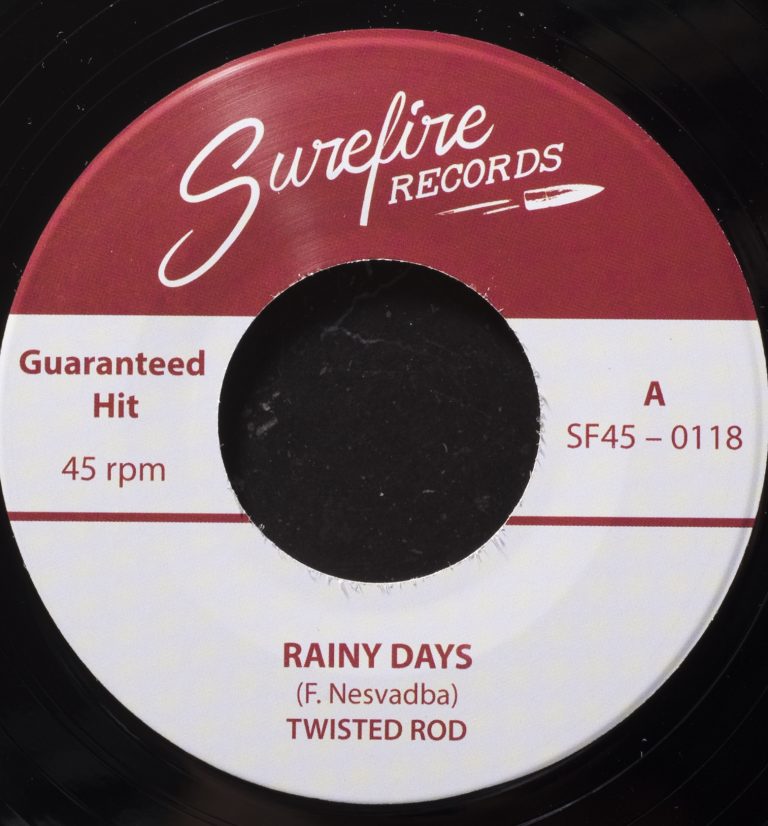 Surefire
RECORDS
Guaranteed
Hit
45 rpm
A
SF45 – 0118
RAINY DAYS
(F. Nesvadba)
TWISTED ROD